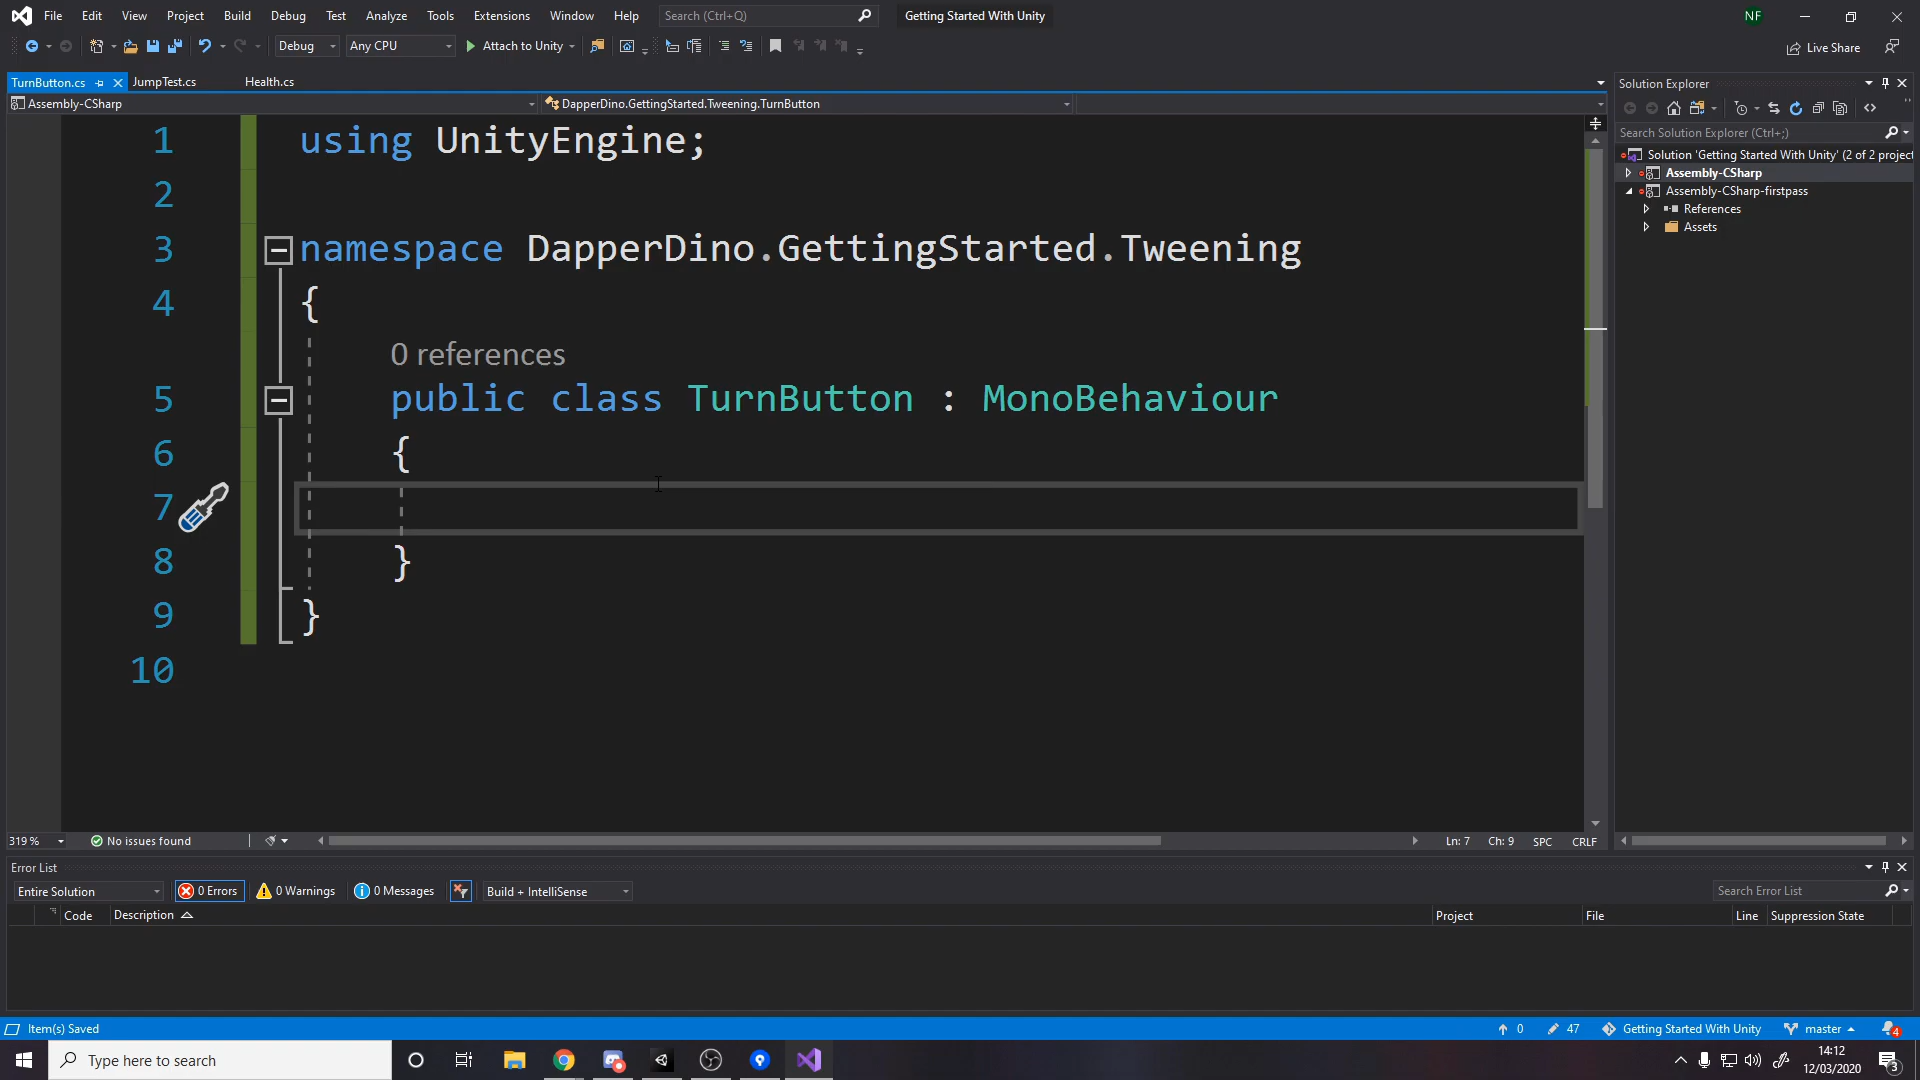 File Edit View Project Build Debug Test Analyze Tools Extensions Window Help Search (Ctrl+Q) Getting Started With Unity NF
Debug Any CPU Attach to Unity Live Share
TurnButton.cs JumpTest.cs Health.cs
Assembly-CSharp DapperDino.GettingStarted.Tweening.TurnButton
1 using UnityEngine;
2
3 namespace DapperDino.GettingStarted.Tweening
4 {
0 references
5 public class TurnButton : MonoBehaviour
6 {
7
8 }
9 }
10
319 % No issues found Ln: 7 Ch: 9 SPC CRLF
Solution Explorer
Search Solution Explorer (Ctrl+;)
Solution 'Getting Started With Unity' (2 of 2 project
Assembly-CSharp
Assembly-CSharp-firstpass
References
Assets
Error List
Entire Solution 0 Errors 0 Warnings 0 Messages Build + IntelliSense Search Error List
Code Description Project File Line Suppression State
Item(s) Saved 0 47 Getting Started With Unity master 4
Type here to search 14:12
12/03/2020 3